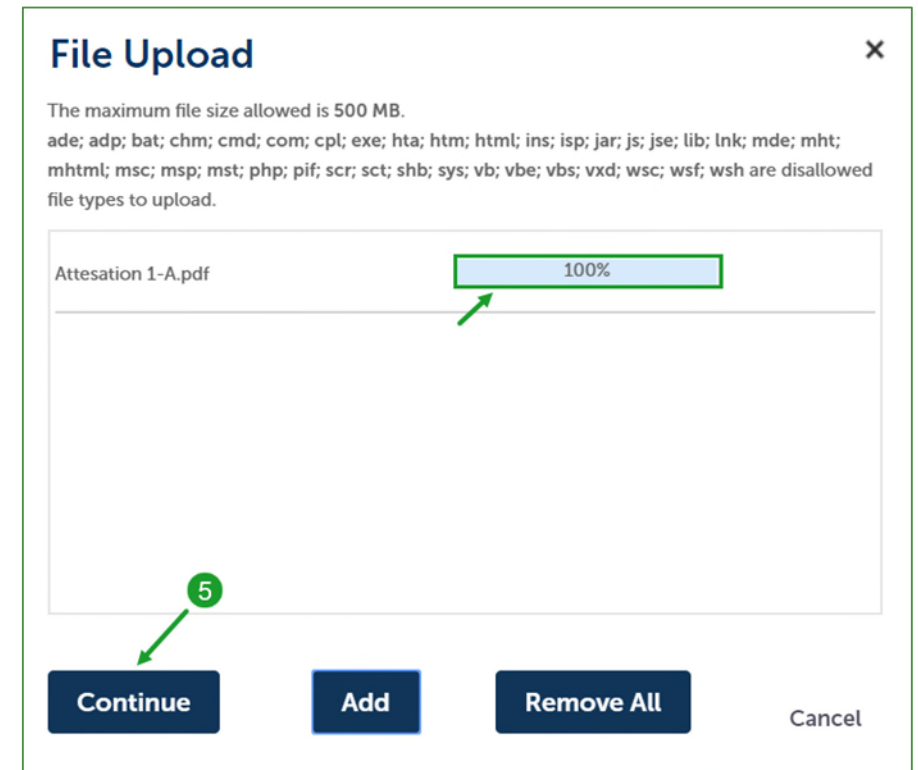 File Upload ×
The maximum file size allowed is 500 MB.
ade; adp; bat; chm; cmd; com; cpl; exe; hta; htm; html; ins; isp; jar; js; jse; lib; lnk; mde; mht;
mhtml; msc; msp; mst; php; pif; scr; sct; shb; sys; vb; vbe; vbs; vxd; wsc; wsf; wsh are disallowed
file types to upload.
Attesation 1-A.pdf 100%
5
Continue Add Remove All Cancel